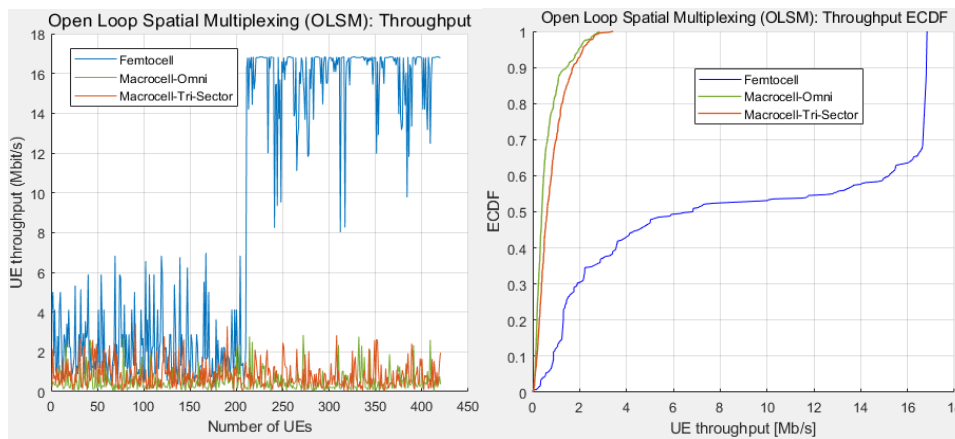 Open Loop Spatial Multiplexing (OLSM): Throughput
18
16
14
12
10
8
6
4
2
0
UE throughput (Mbit/s)
Femtocell
Macrocell-Omni
Macrocell-Tri-Sector
0 50 100 150 200 250 300 350 400 450
Number of UEs
Open Loop Spatial Multiplexing (OLSM): Throughput ECDF
1
0.9
0.8
0.7
0.6
0.5
0.4
0.3
0.2
0.1
0
ECDF
Femtocell
Macrocell-Omni
Macrocell-Tri-Sector
0 2 4 6 8 10 12 14 16 18
UE throughput [Mb/s]